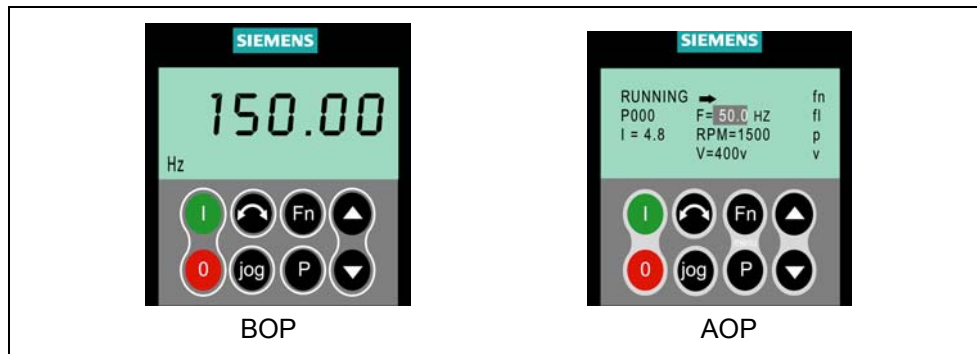 SIEMENS
150.00
Hz
I
Fn
0
jog
P
BOP
SIEMENS
RUNNING ➡ fn
P000 F= 50.0 HZ fl
I = 4.8 RPM=1500 p
V=400v v
I
Fn
0
jog
P
AOP